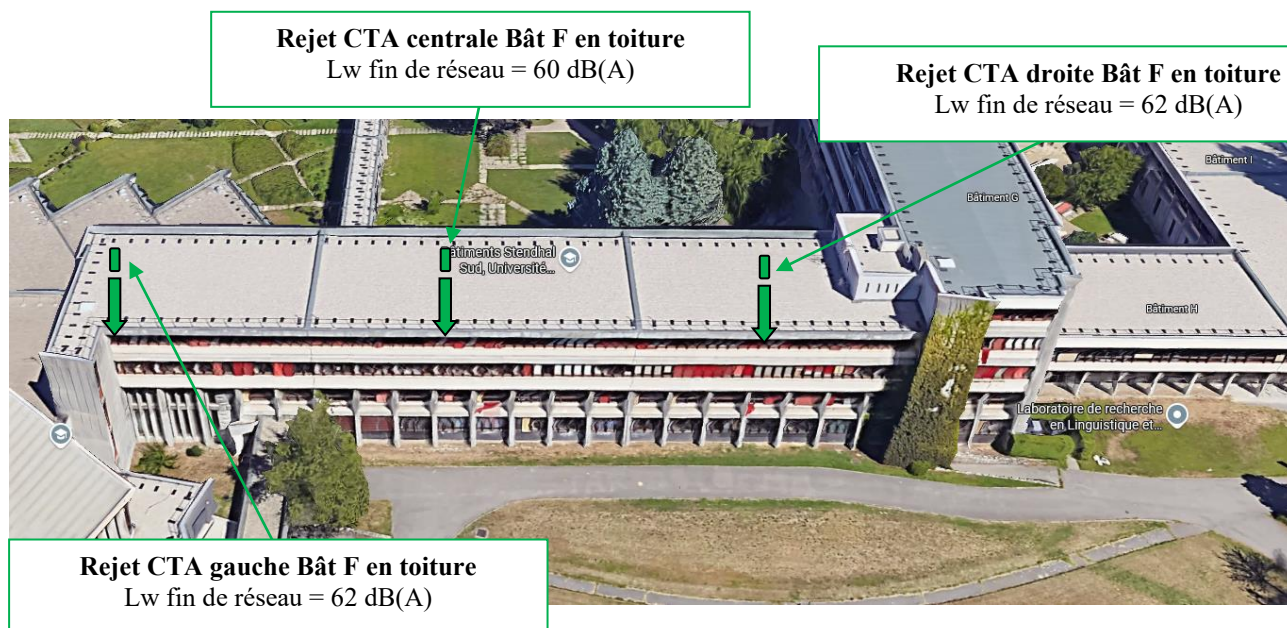 Rejet CTA centrale Bât F en toiture
Lw fin de réseau = 60 dB(A)
Rejet CTA droite Bât F en toiture
Lw fin de réseau = 62 dB(A)
Bâtiment I
Bâtiment G
âtiments Stendhal
Sud, Université...
Bâtiment H
Laboratoire de recherche
en Linguistique et...
Rejet CTA gauche Bât F en toiture
Lw fin de réseau = 62 dB(A)